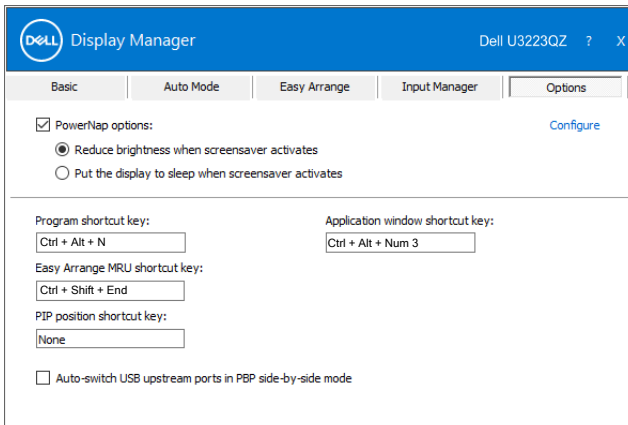 DELL Display Manager Dell U3223QZ ? X
Basic Auto Mode Easy Arrange Input Manager Options
PowerNap options: Configure
Reduce brightness when screensaver activates
Put the display to sleep when screensaver activates
Program shortcut key: Application window shortcut key:
Ctrl + Alt + N Ctrl + Alt + Num 3
Easy Arrange MRU shortcut key:
Ctrl + Shift + End
PIP position shortcut key:
None
Auto-switch USB upstream ports in PBP side-by-side mode